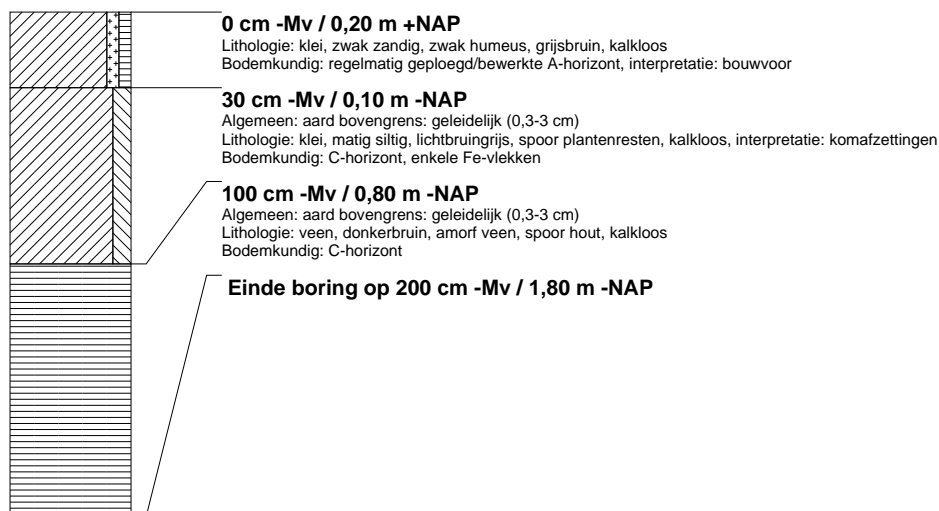 0 cm -Mv / 0,20 m +NAP
Lithologie: klei, zwak zandig, zwak humeus, grijsbruin, kalkloos
Bodemkundig: regelmatig geploegd/bewerkte A-horizont, interpretatie: bouwvoor
30 cm -Mv / 0,10 m -NAP
Algemeen: aard bovengrens: geleidelijk (0,3-3 cm)
Lithologie: klei, matig siltig, lichtbruingrijs, spoor plantenresten, kalkloos, interpretatie: komafzettingen
Bodemkundig: C-horizont, enkele Fe-vlekken
100 cm -Mv / 0,80 m -NAP
Algemeen: aard bovengrens: geleidelijk (0,3-3 cm)
Lithologie: veen, donkerbruin, amorf veen, spoor hout, kalkloos
Bodemkundig: C-horizont
Einde boring op 200 cm -Mv / 1,80 m -NAP